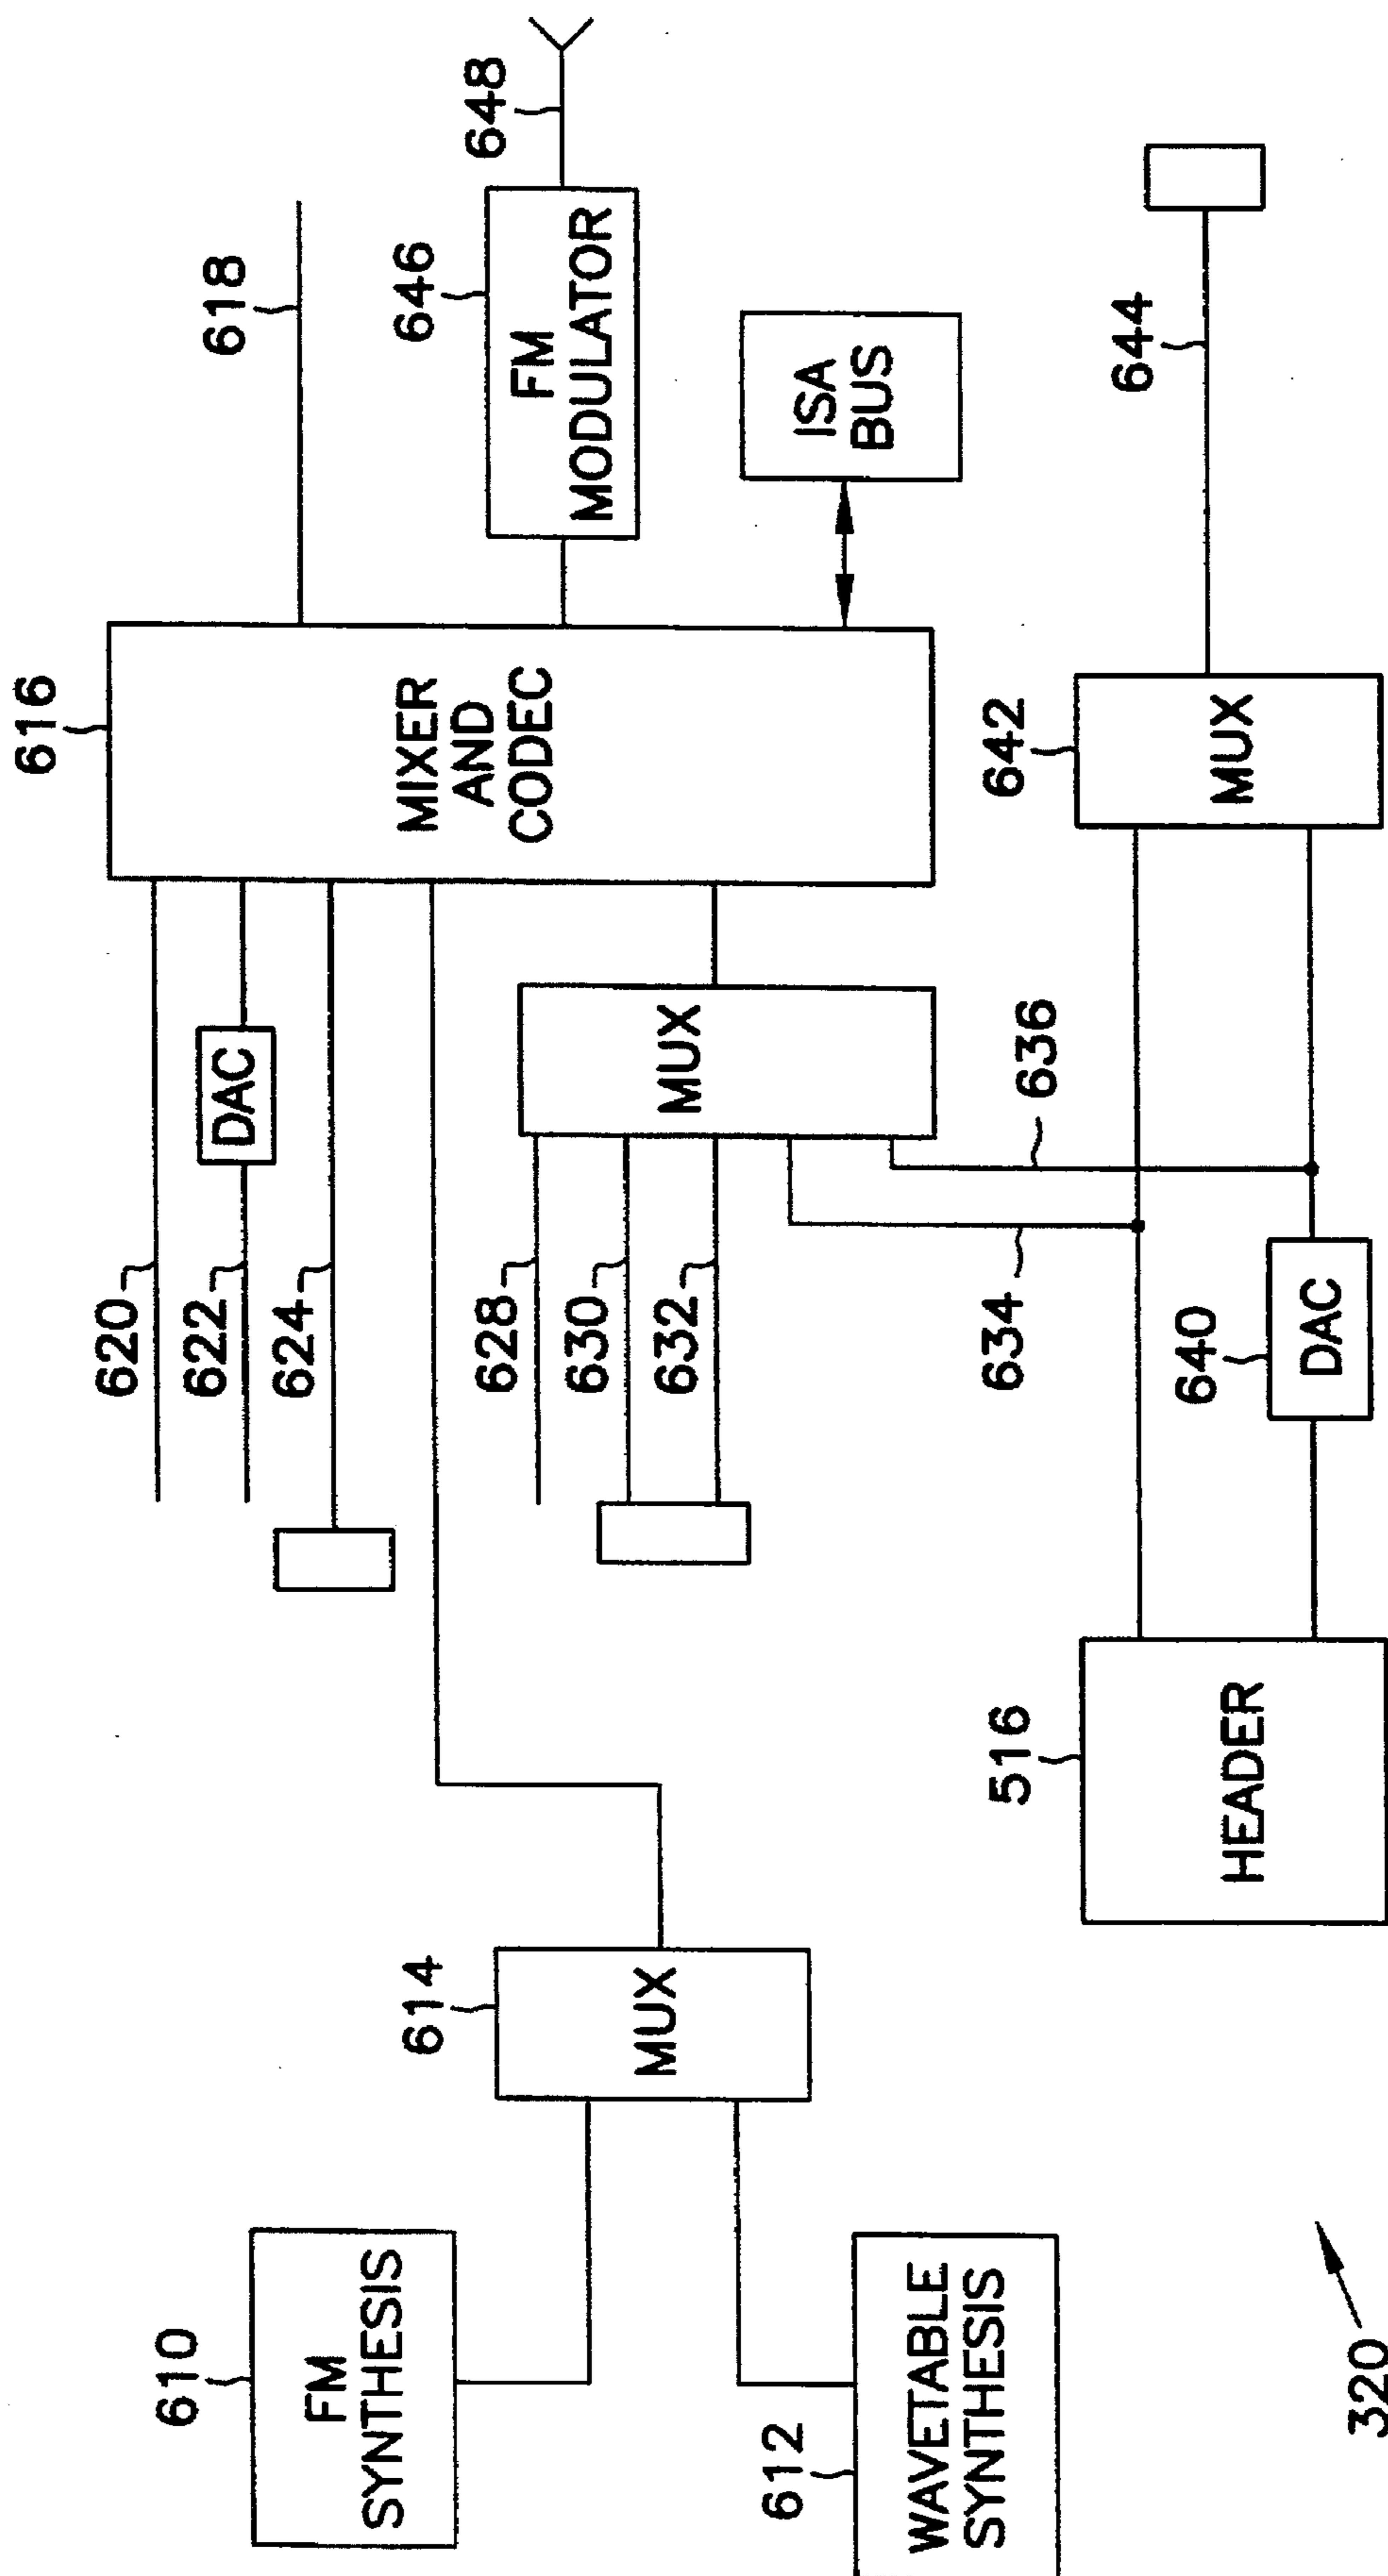 610
FM
SYNTHESIS
612
WAVETABLE
SYNTHESIS
614
MUX
620
622
DAC
624
616
MIXER
AND
CODEC
618
646
FM
MODULATOR
648
ISA
BUS
628
630
632
MUX
634
636
516
HEADER
640
DAC
642
MUX
644
320